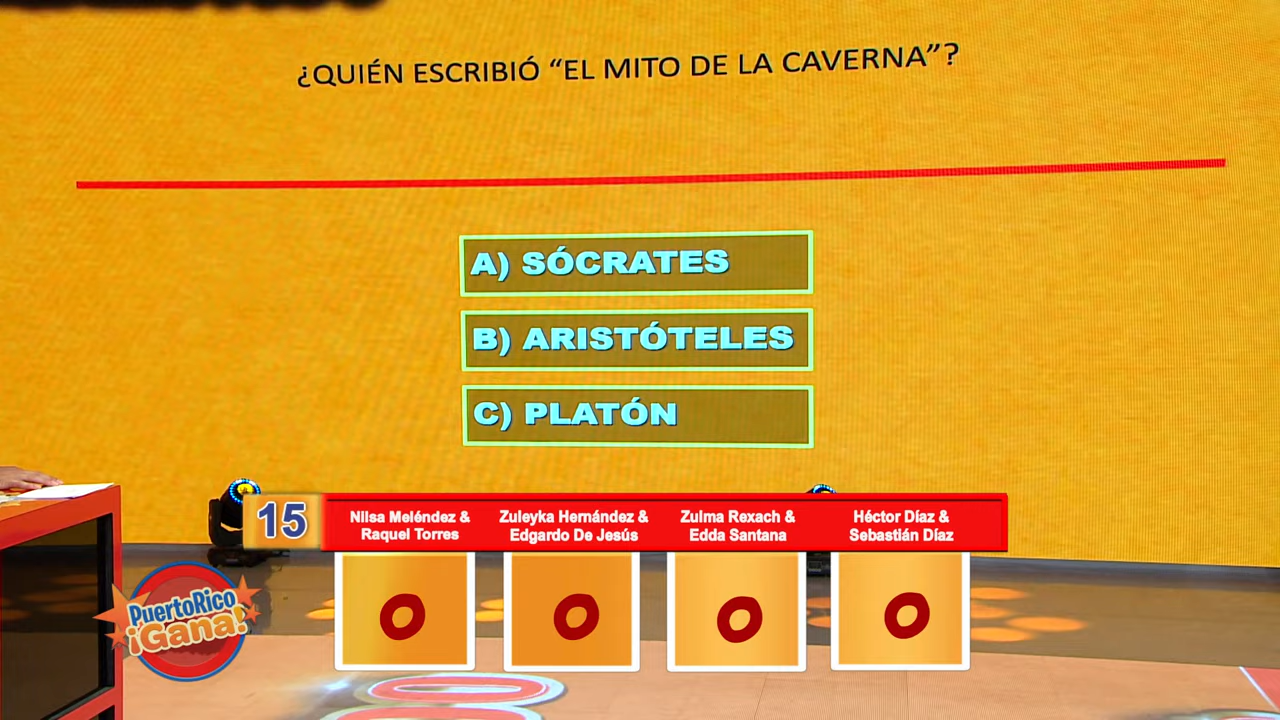 ¿QUIÉN ESCRIBIÓ “EL MITO DE LA CAVERNA”?
A) SÓCRATES
B) ARISTÓTELES
C) PLATÓN
15
Nilsa Meléndez &
Raquel Torres
Zuleyka Hernández &
Edgardo De Jesús
Zulma Rexach &
Edda Santana
Héctor Díaz &
Sebastián Díaz
0
0
0
0
PuertoRico
¡Gana!